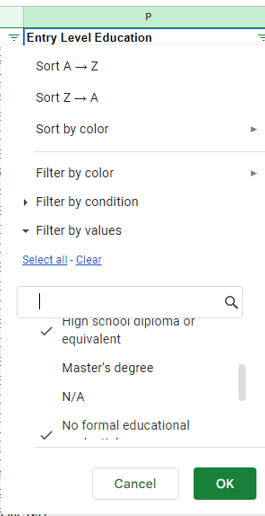 P
Entry Level Education
Sort A → Z
Sort Z → A
Sort by color
Filter by color
Filter by condition
Filter by values
Select all - Clear
High school diploma or
equivalent
Master's degree
N/A
No formal educational
Cancel
OK